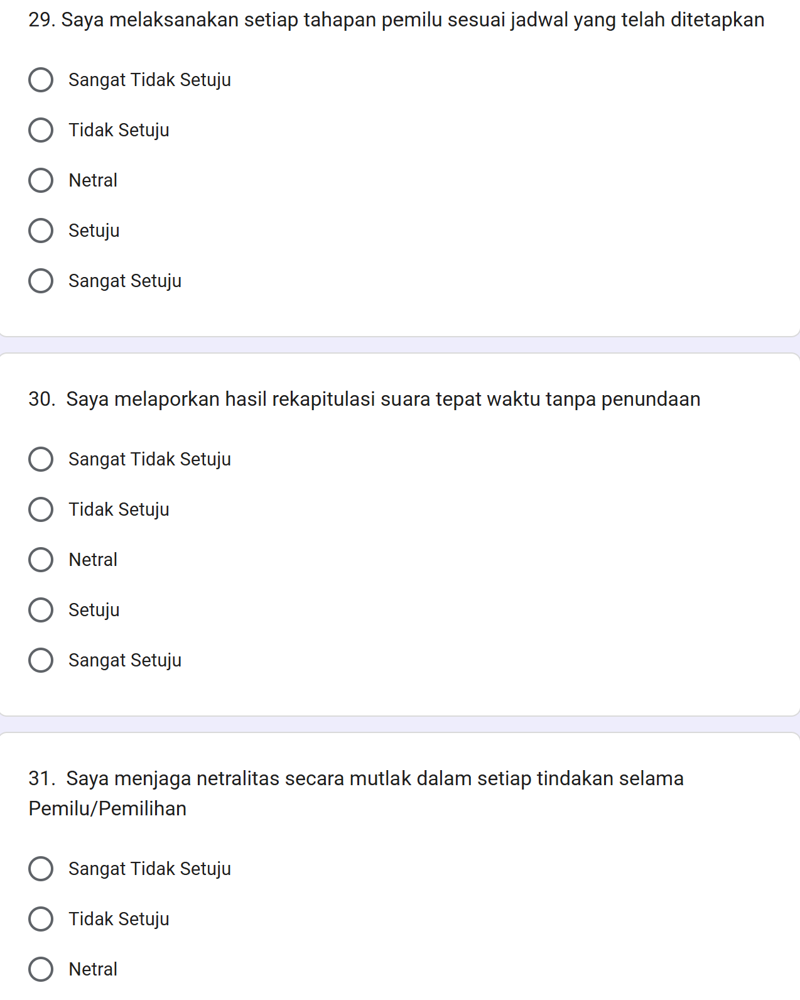 29. Saya melaksanakan setiap tahapan pemilu sesuai jadwal yang telah ditetapkan
Sangat Tidak Setuju
Tidak Setuju
Netral
Setuju
Sangat Setuju
30. Saya melaporkan hasil rekapitulasi suara tepat waktu tanpa penundaan
Sangat Tidak Setuju
Tidak Setuju
Netral
Setuju
Sangat Setuju
31. Saya menjaga netralitas secara mutlak dalam setiap tindakan selama
Pemilu/Pemilihan
Sangat Tidak Setuju
Tidak Setuju
Netral